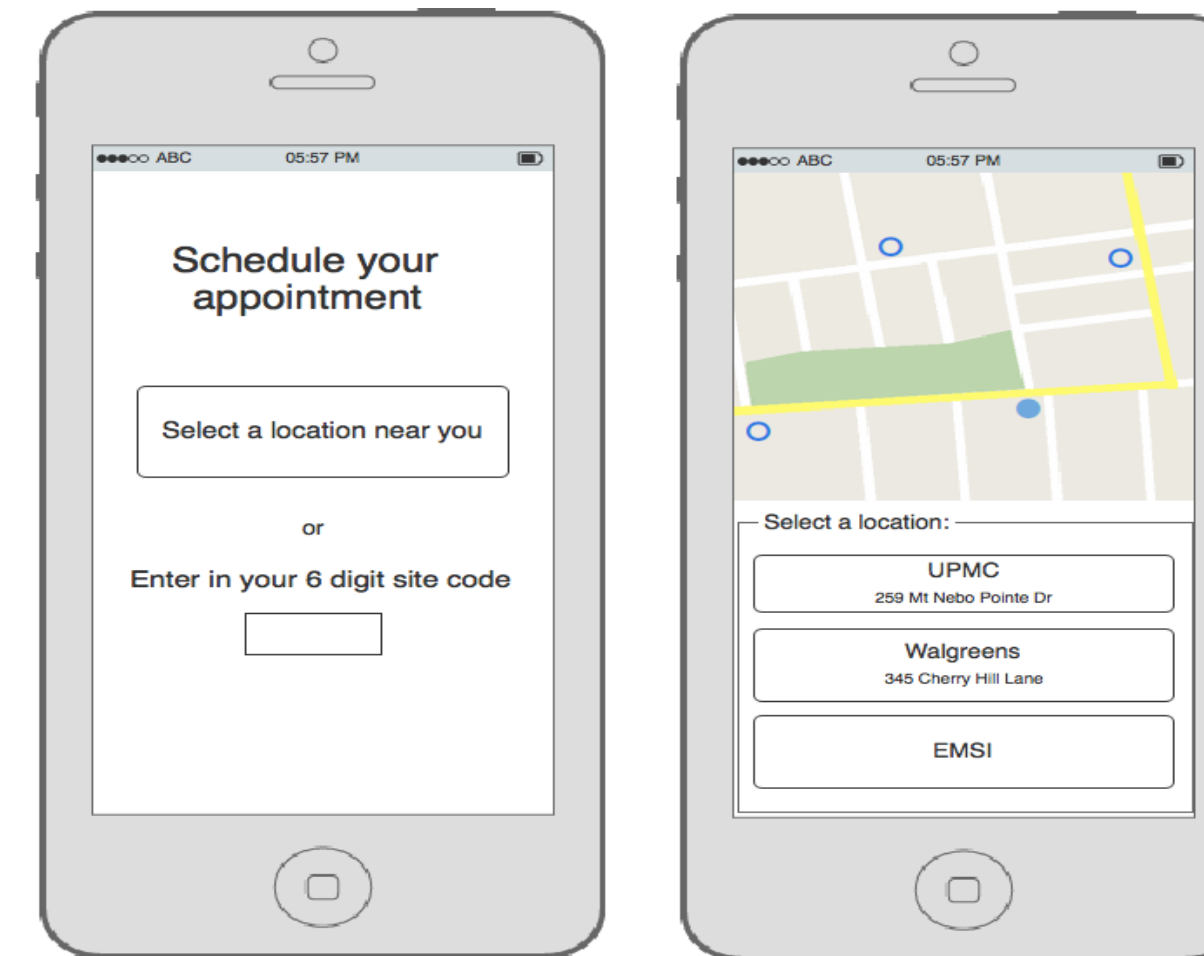 ABC 05:57 PM
Schedule your
appointment
Select a location near you
or
Enter in your 6 digit site code
ABC 05:57 PM
Select a location:
UPMC
259 Mt Nebo Pointe Dr
Walgreens
345 Cherry Hill Lane
EMSI